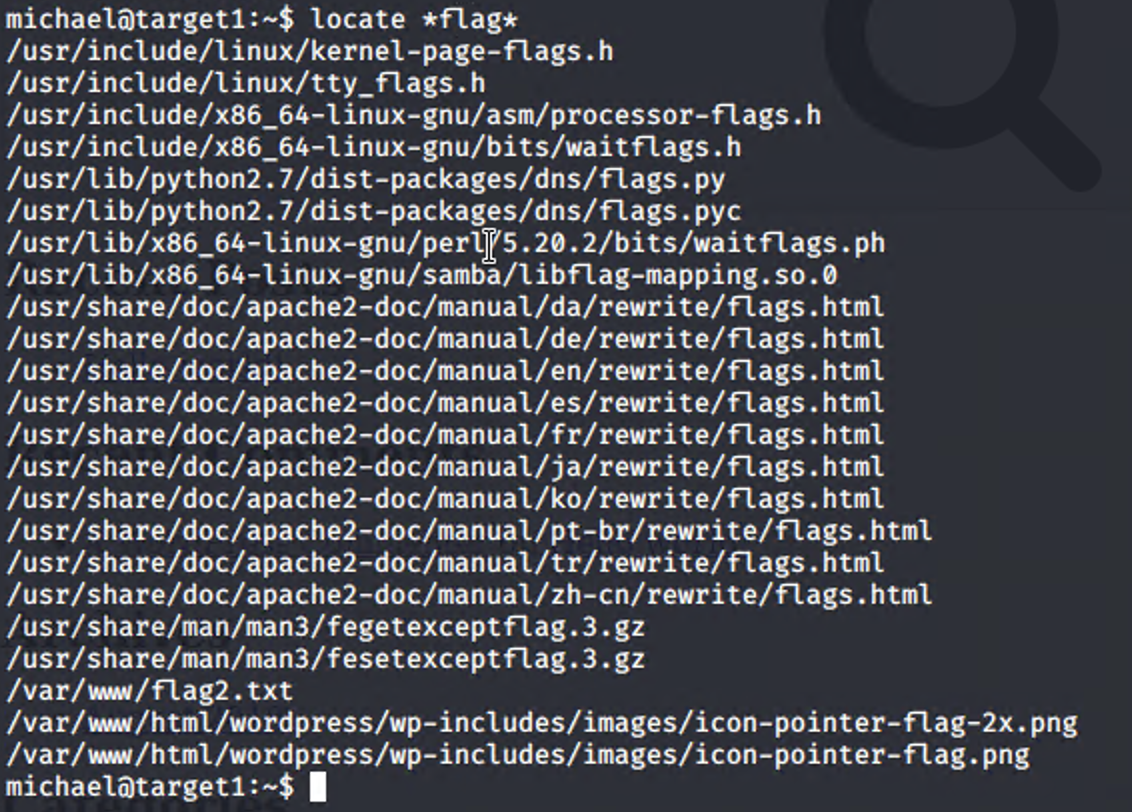 michael@target1:~$ locate *flag*
/usr/include/linux/kernel-page-flags.h
/usr/include/linux/tty_flags.h
/usr/include/x86_64-linux-gnu/asm/processor-flags.h
/usr/include/x86_64-linux-gnu/bits/waitflags.h
/usr/lib/python2.7/dist-packages/dns/flags.py
/usr/lib/python2.7/dist-packages/dns/flags.pyc
/usr/lib/x86_64-linux-gnu/perl/5.20.2/bits/waitflags.ph
/usr/lib/x86_64-linux-gnu/samba/libflag-mapping.so.0
/usr/share/doc/apache2-doc/manual/da/rewrite/flags.html
/usr/share/doc/apache2-doc/manual/de/rewrite/flags.html
/usr/share/doc/apache2-doc/manual/en/rewrite/flags.html
/usr/share/doc/apache2-doc/manual/es/rewrite/flags.html
/usr/share/doc/apache2-doc/manual/fr/rewrite/flags.html
/usr/share/doc/apache2-doc/manual/ja/rewrite/flags.html
/usr/share/doc/apache2-doc/manual/ko/rewrite/flags.html
/usr/share/doc/apache2-doc/manual/pt-br/rewrite/flags.html
/usr/share/doc/apache2-doc/manual/tr/rewrite/flags.html
/usr/share/doc/apache2-doc/manual/zh-cn/rewrite/flags.html
/usr/share/man/man3/fegetexceptflag.3.gz
/usr/share/man/man3/fesetexceptflag.3.gz
/var/www/flag2.txt
/var/www/html/wordpress/wp-includes/images/icon-pointer-flag-2x.png
/var/www/html/wordpress/wp-includes/images/icon-pointer-flag.png
michael@target1:~$